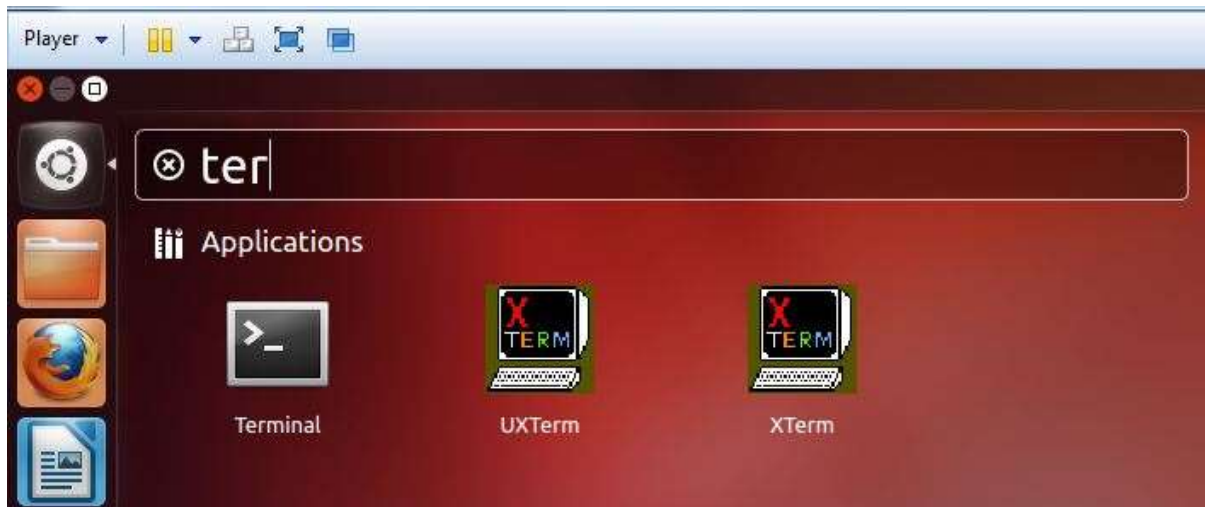 Player
ter
Applications
X TERM
X TERM
Terminal
UXTerm
XTerm